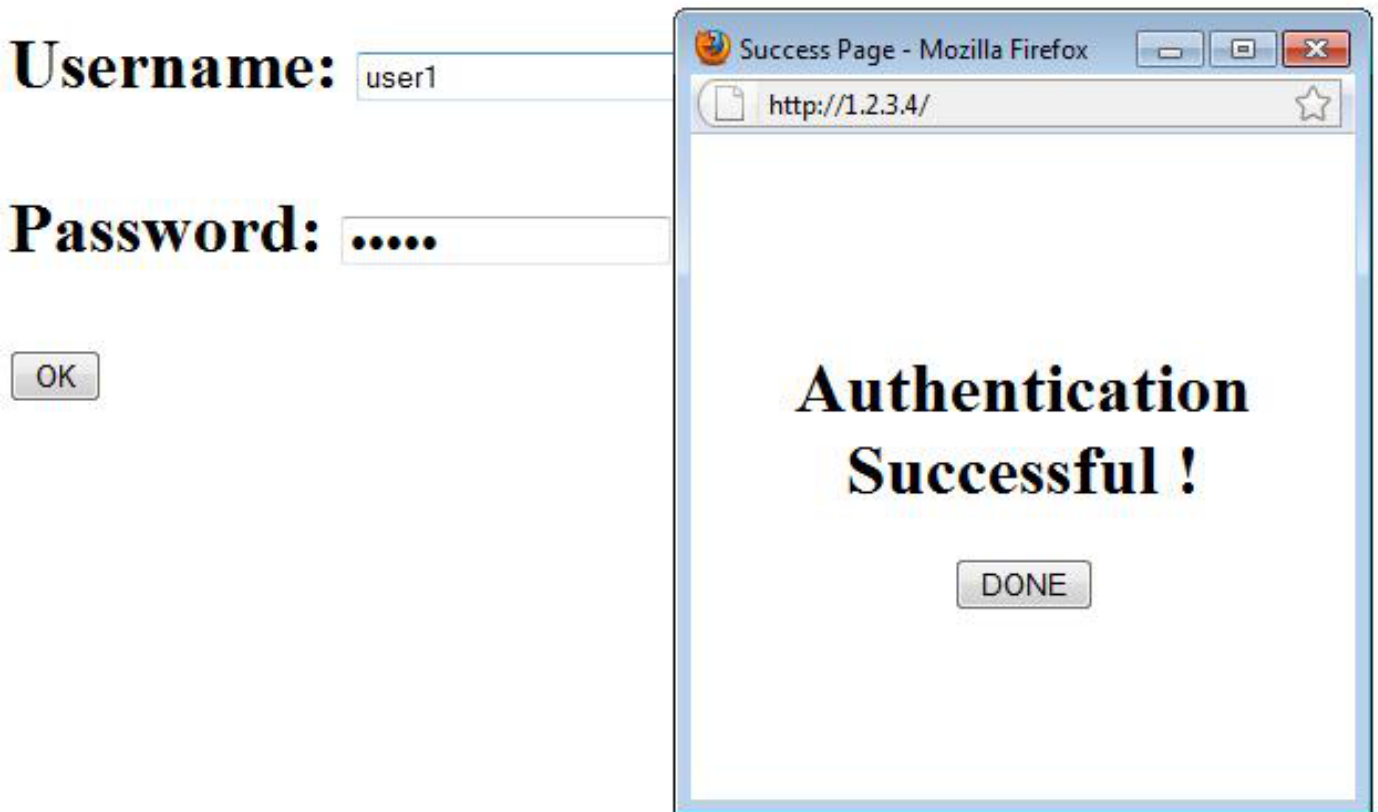 Username: user1
Password: •••••
OK
Success Page - Mozilla Firefox
http://1.2.3.4/
Authentication
Successful !
DONE